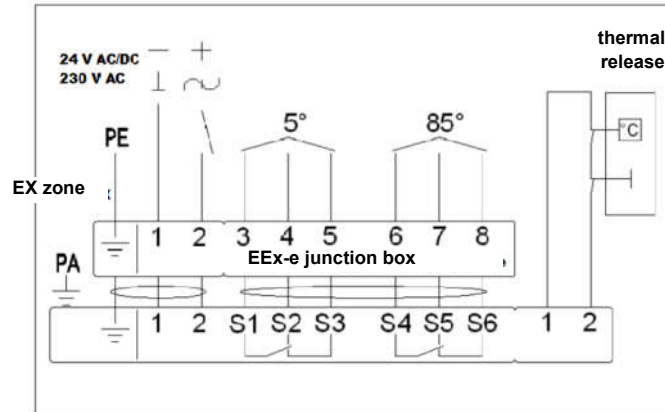 24 V AC/DC
230 V AC
thermal
release
°C
5°
85°
PE
EX zone
1 2 3 4 5 6 7 8
EEx-e junction box
PA
1 2 S1 S2 S3 S4 S5 S6 1 2